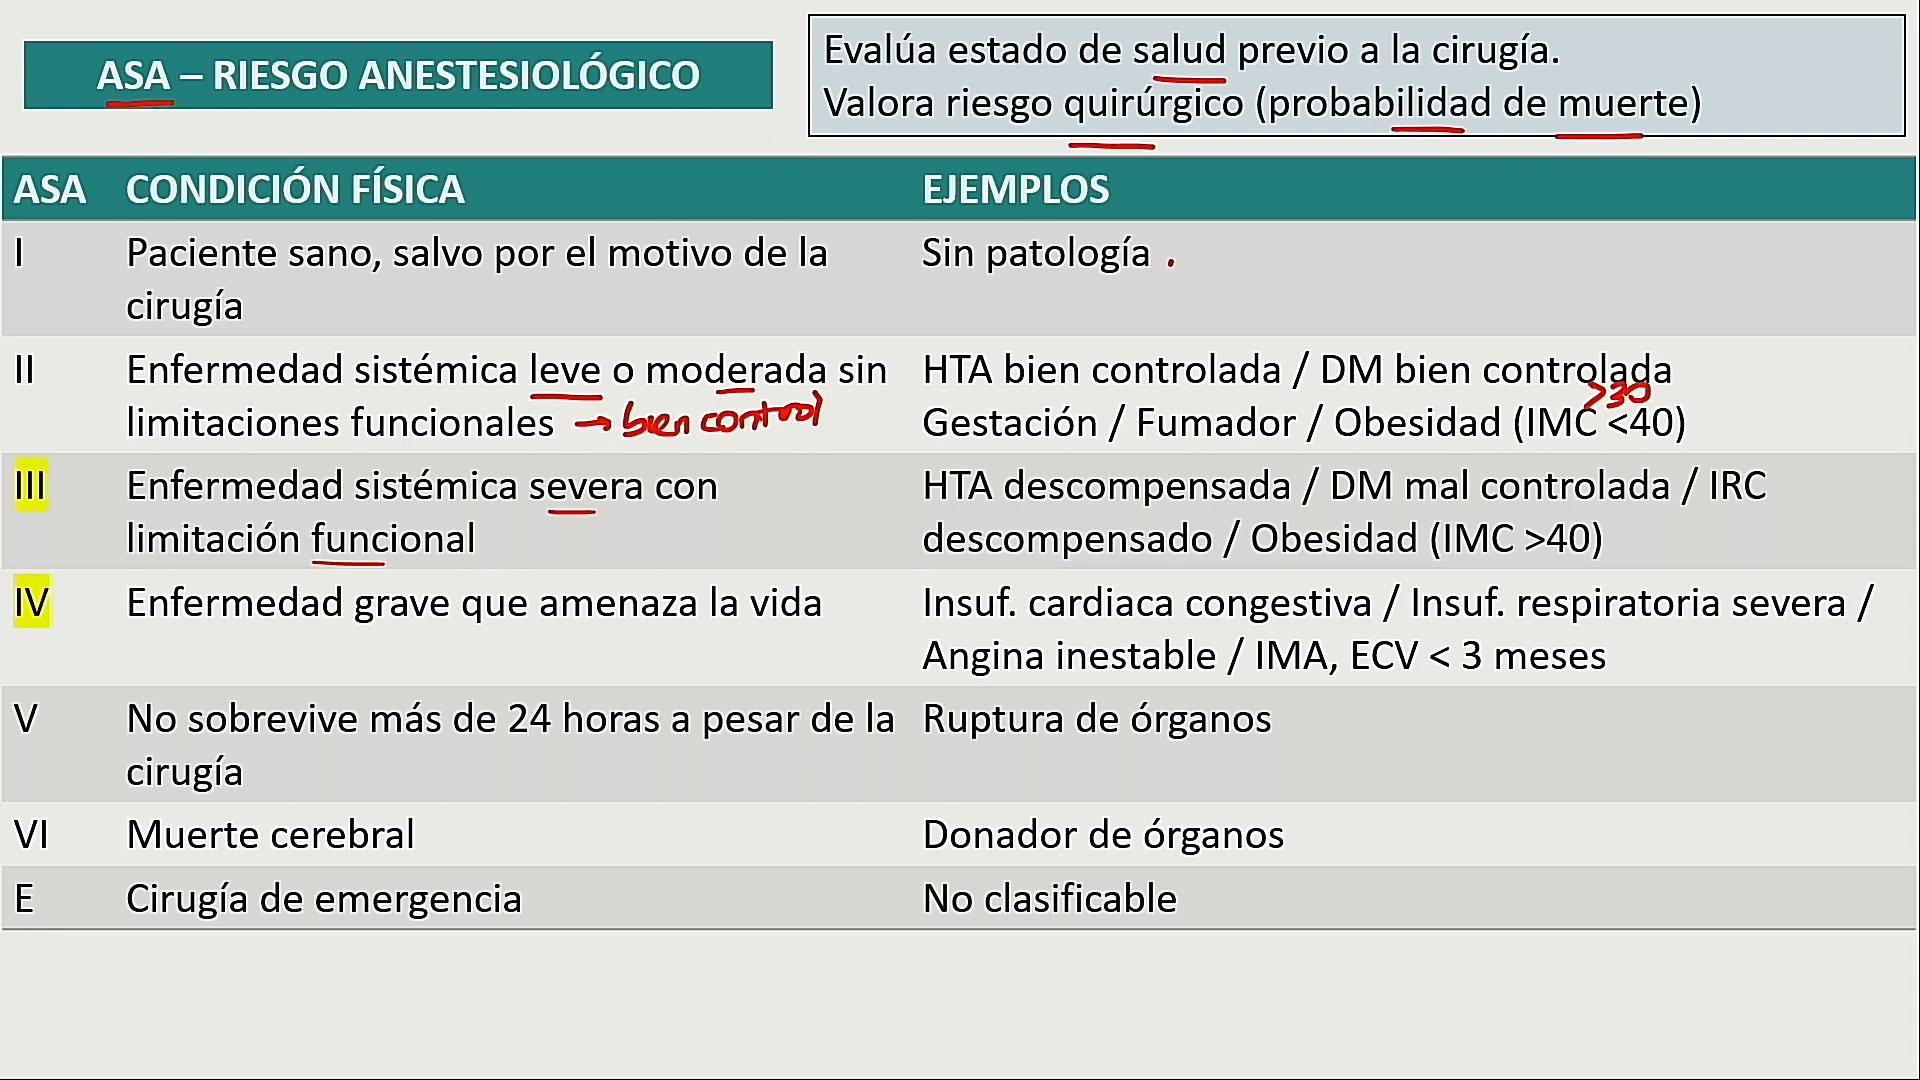 ASA – RIESGO ANESTESIOLÓGICO
Evalúa estado de salud previo a la cirugía.
Valora riesgo quirúrgico (probabilidad de muerte)
ASA CONDICIÓN FÍSICA EJEMPLOS
I Paciente sano, salvo por el motivo de la Sin patología
cirugía
II Enfermedad sistémica leve o moderada sin HTA bien controlada / DM bien controlada
>30
limitaciones funcionales → bien control Gestación / Fumador / Obesidad (IMC <40)
III Enfermedad sistémica severa con HTA descompensada / DM mal controlada / IRC
limitación funcional descompensado / Obesidad (IMC >40)
IV Enfermedad grave que amenaza la vida Insuf. cardiaca congestiva / Insuf. respiratoria severa /
Angina inestable / IMA, ECV < 3 meses
V No sobrevive más de 24 horas a pesar de la Ruptura de órganos
cirugía
VI Muerte cerebral Donador de órganos
E Cirugía de emergencia No clasificable